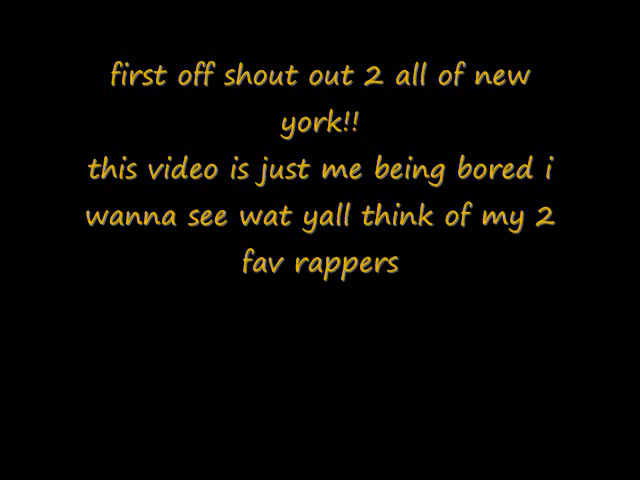 first off shout out 2 all of new
york!!
this video is just me being bored i
wanna see wat yall think of my 2
fav rappers